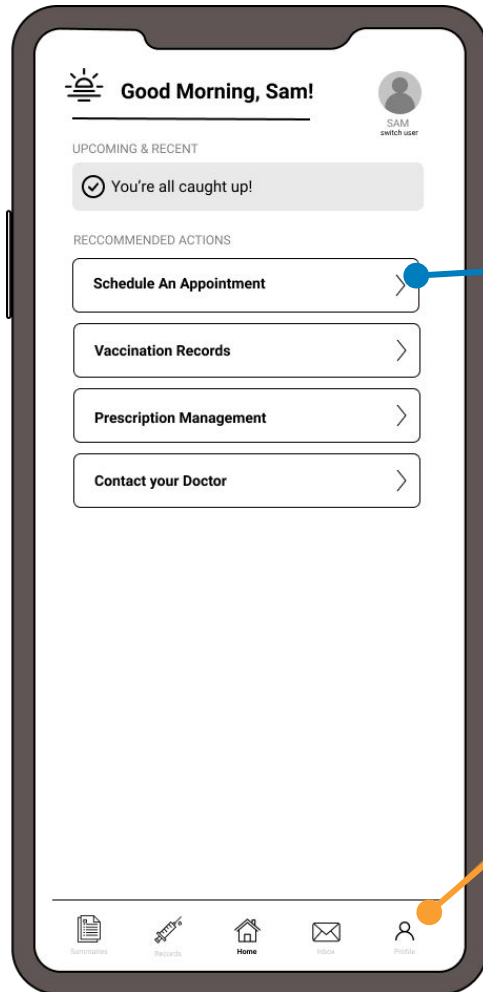 Good Morning, Sam!
SAM
switch user
UPCOMING & RECENT
You're all caught up!
RECCOMMENDED ACTIONS
Schedule An Appointment
Vaccination Records
Prescription Management
Contact your Doctor
Summaries Records Home Inbox Profile